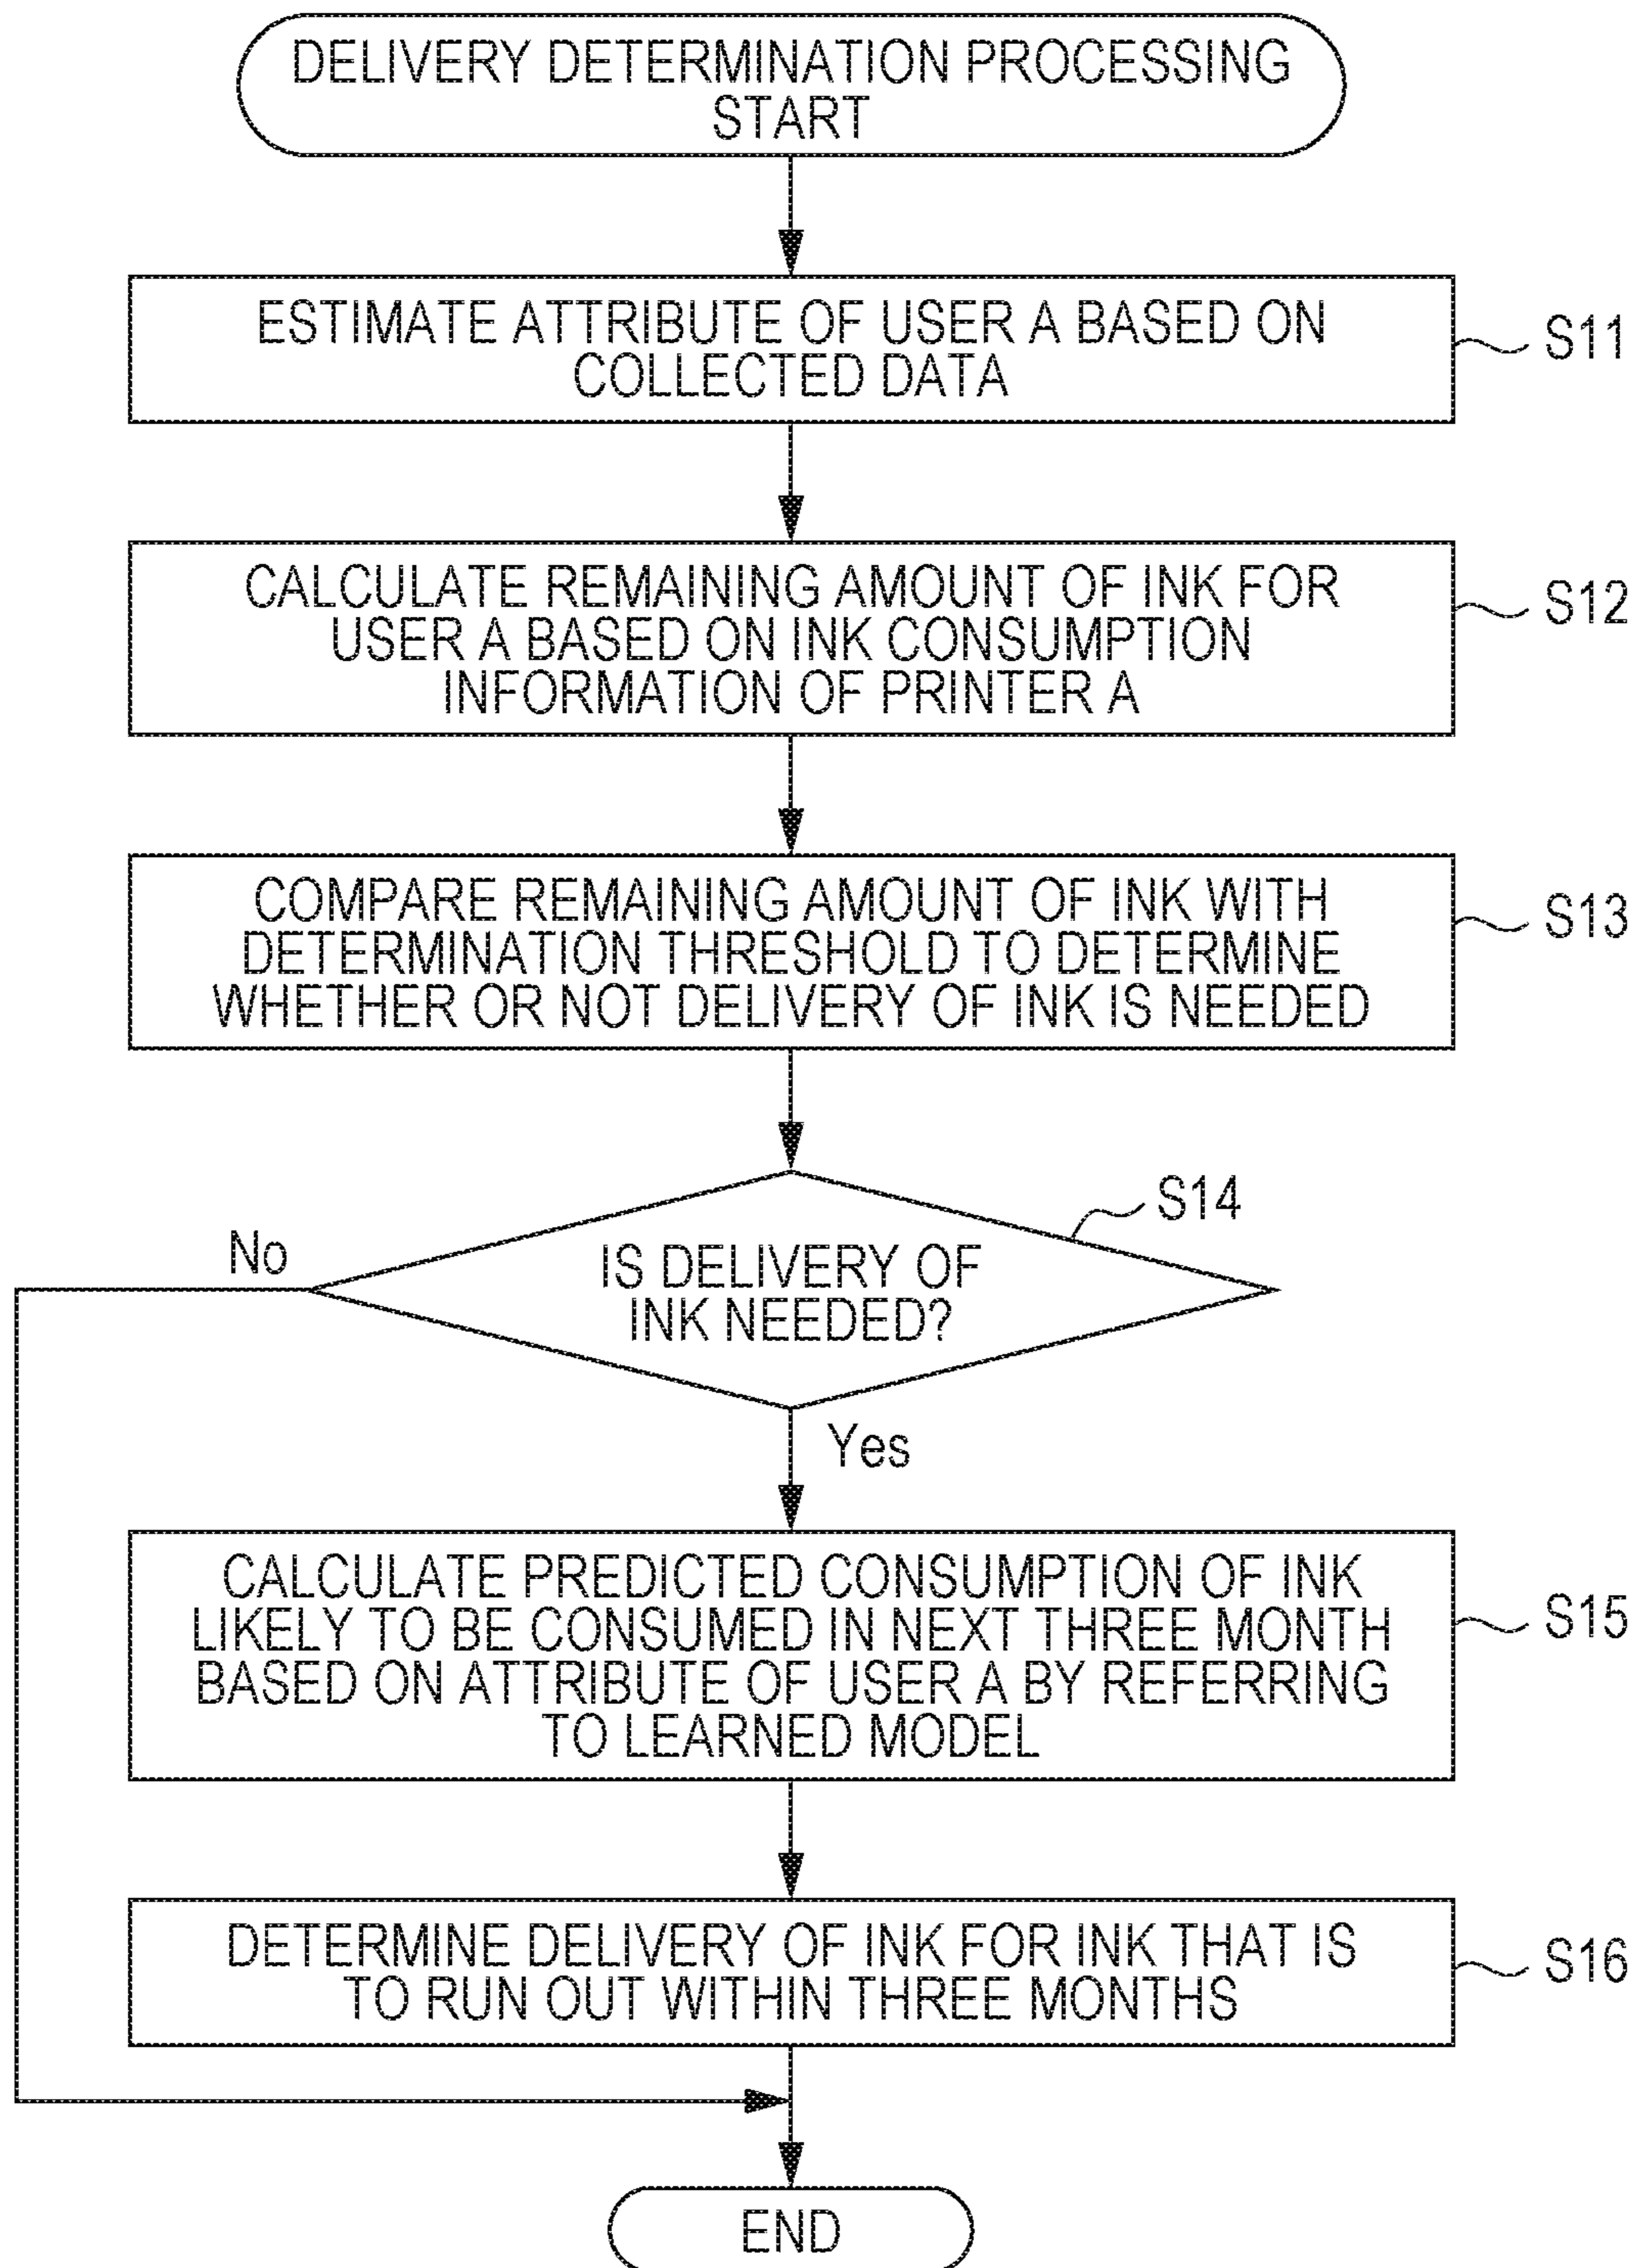 DELIVERY DETERMINATION PROCESSING
START
ESTIMATE ATTRIBUTE OF USER A BASED ON
COLLECTED DATA
S11
CALCULATE REMAINING AMOUNT OF INK FOR
USER A BASED ON INK CONSUMPTION
INFORMATION OF PRINTER A
S12
COMPARE REMAINING AMOUNT OF INK WITH
DETERMINATION THRESHOLD TO DETERMINE
WHETHER OR NOT DELIVERY OF INK IS NEEDED
S13
S14
No
IS DELIVERY OF
INK NEEDED?
Yes
CALCULATE PREDICTED CONSUMPTION OF INK
LIKELY TO BE CONSUMED IN NEXT THREE MONTH
BASED ON ATTRIBUTE OF USER A BY REFERRING
TO LEARNED MODEL
S15
DETERMINE DELIVERY OF INK FOR INK THAT IS
TO RUN OUT WITHIN THREE MONTHS
S16
END